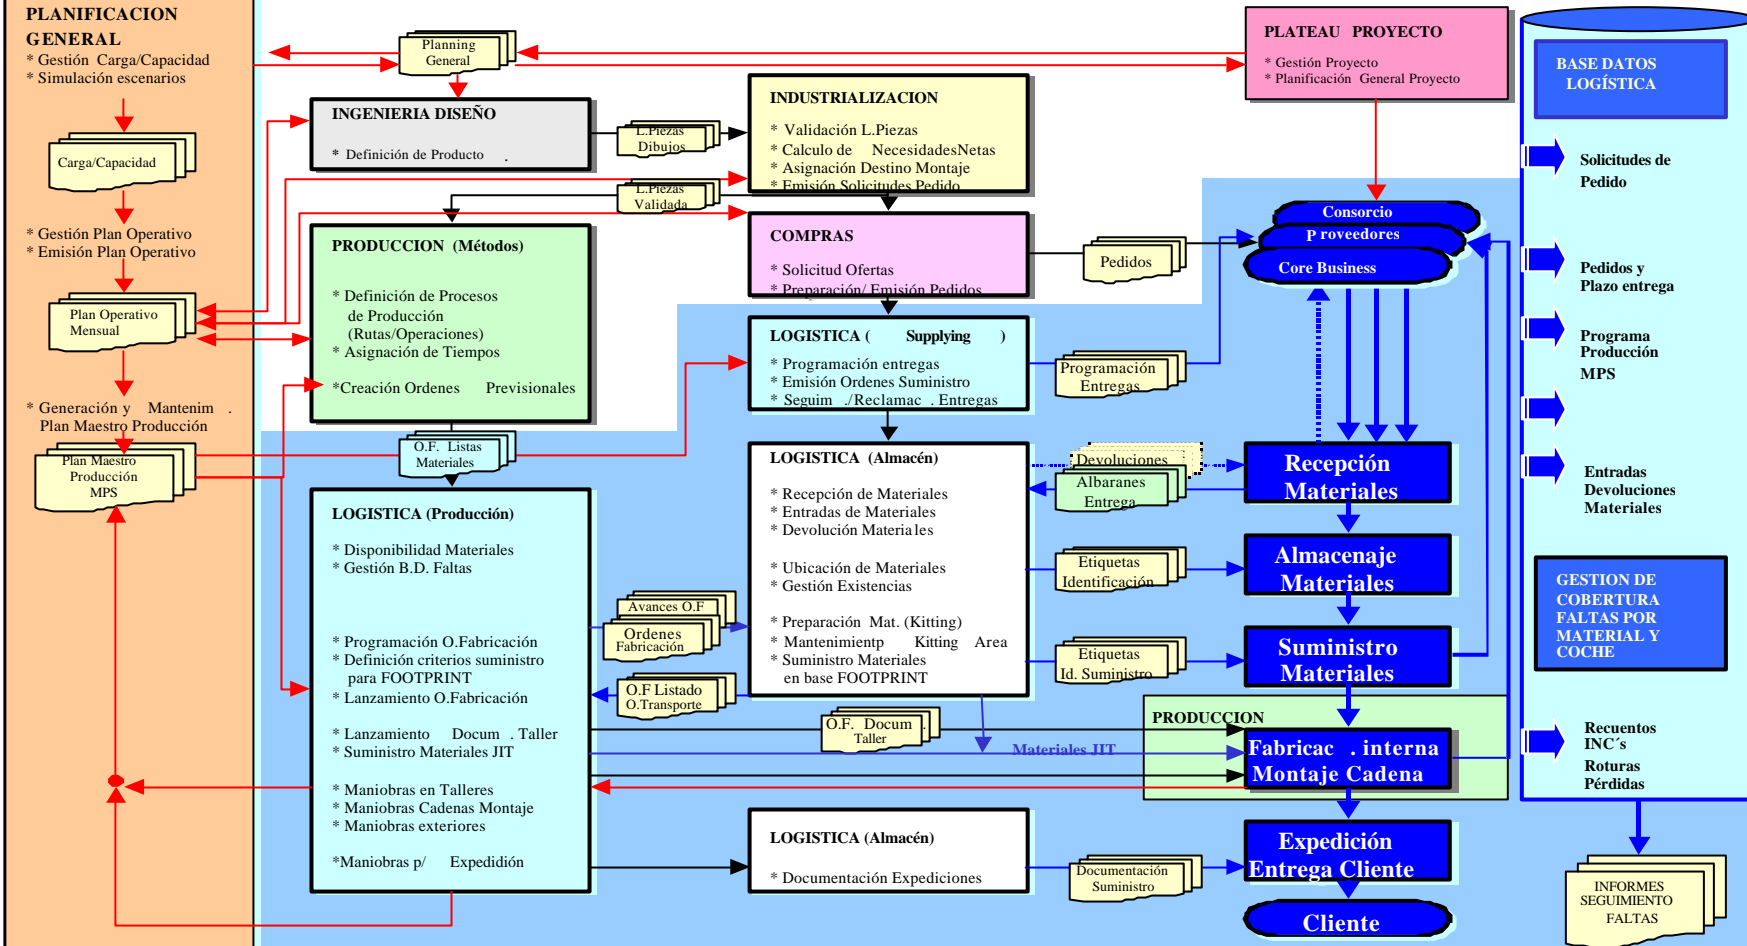 PLANIFICACION
GENERAL
* Gestión Carga/Capacidad
* Simulación escenarios
Carga/Capacidad
* Gestión Plan Operativo
* Emisión Plan Operativo
Plan Operativo
Mensual
* Generación y Mantenim .
Plan Maestro Producción
Plan Maestro
Producción
MPS
Planning
General
INGENIERIA DISEÑO
* Definición de Producto .
L.Piezas
Dibujos
INDUSTRIALIZACION
* Validación L.Piezas
* Calculo de NecesidadesNetas
* Asignación Destino Montaje
* Emisión Solicitudes Pedido
L.Piezas
Validada
PRODUCCION (Métodos)
* Definición de Procesos
de Producción
(Rutas/Operaciones)
* Asignación de Tiempos
*Creación Ordenes Previsionales
COMPRAS
* Solicitud Ofertas
* Preparación/ Emisión Pedidos
Pedidos
LOGISTICA ( Supplying )
* Programación entregas
* Emisión Ordenes Suministro
* Seguim ./Reclamac . Entregas
Programación
Entregas
O.F. Listas
Materiales
LOGISTICA (Producción)
* Disponibilidad Materiales
* Gestión B.D. Faltas
* Programación O.Fabricación
* Definición criterios suministro
para FOOTPRINT
* Lanzamiento O.Fabricación
* Lanzamiento Docum . Taller
* Suministro Materiales JIT
* Maniobras en Talleres
* Maniobras Cadenas Montaje
* Maniobras exteriores
*Maniobras p/ Expedidión
LOGISTICA (Almacén)
* Recepción de Materiales
* Entradas de Materiales
* Devolución Materiales
* Ubicación de Materiales
* Gestión Existencias
* Preparación Mat. (Kitting)
* Mantenimientp Kitting Area
* Suministro Materiales
en base FOOTPRINT
Avances O.F
Ordenes
Fabricación
O.F Listado
O.Transporte
O.F. Docum .
Taller
Materiales JIT
LOGISTICA (Almacén)
* Documentación Expediciones
Devoluciones
Albaranes
Entrega
Etiquetas
Identificación
Etiquetas
Id. Suministro
Documentación
Suministro
PLATEAU PROYECTO
* Gestión Proyecto
* Planificación General Proyecto
Consorcio
P roveedores
Core Business
Recepción
Materiales
Almacenaje
Materiales
Suministro
Materiales
PRODUCCION
Fabricac . interna
Montaje Cadena
Expedición
Entrega Cliente
Cliente
BASE DATOS
LOGÍSTICA
Solicitudes de
Pedido
Pedidos y
Plazo entrega
Programa
Producción
MPS
Entradas
Devoluciones
Materiales
GESTION DE
COBERTURA
FALTAS POR
MATERIAL Y
COCHE
Recuentos
INC´s
Roturas
Pérdidas
INFORMES
SEGUIMIENTO
FALTAS